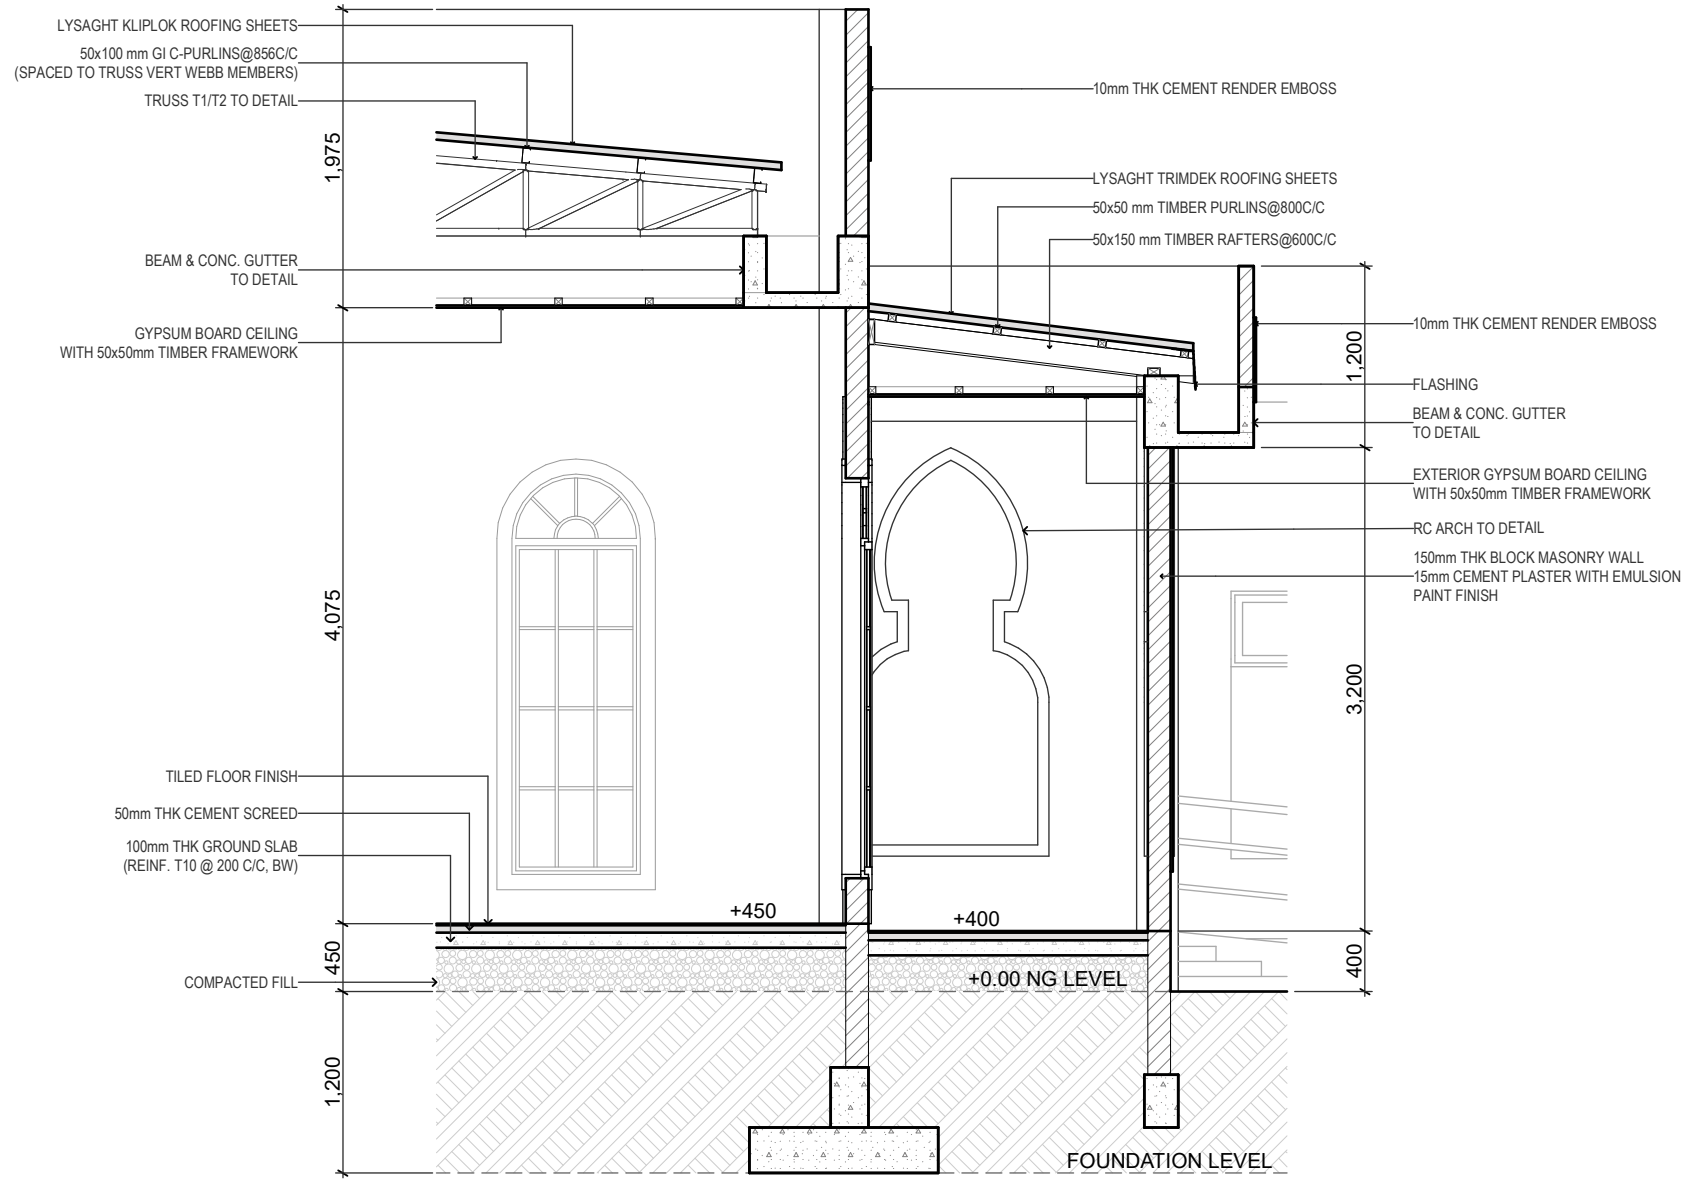 LYSAGHT KLIPLOK ROOFING SHEETS
50x100 mm GI C-PURLINS@856C/C
(SPACED TO TRUSS VERT WEBB MEMBERS)
TRUSS T1/T2 TO DETAIL
BEAM & CONC. GUTTER
TO DETAIL
GYPSUM BOARD CEILING
WITH 50x50mm TIMBER FRAMEWORK
TILED FLOOR FINISH
50mm THK CEMENT SCREED
100mm THK GROUND SLAB
(REINF. T10 @ 200 C/C, BW)
COMPACTED FILL
1,975
4,075
450
1,200
+450
+400
+0.00 NG LEVEL
FOUNDATION LEVEL
10mm THK CEMENT RENDER EMBOSS
LYSAGHT TRIMDEK ROOFING SHEETS
50x50 mm TIMBER PURLINS@800C/C
50x150 mm TIMBER RAFTERS@600C/C
1,200
3,200
400
10mm THK CEMENT RENDER EMBOSS
FLASHING
BEAM & CONC. GUTTER
TO DETAIL
EXTERIOR GYPSUM BOARD CEILING
WITH 50x50mm TIMBER FRAMEWORK
RC ARCH TO DETAIL
150mm THK BLOCK MASONRY WALL
15mm CEMENT PLASTER WITH EMULSION
PAINT FINISH